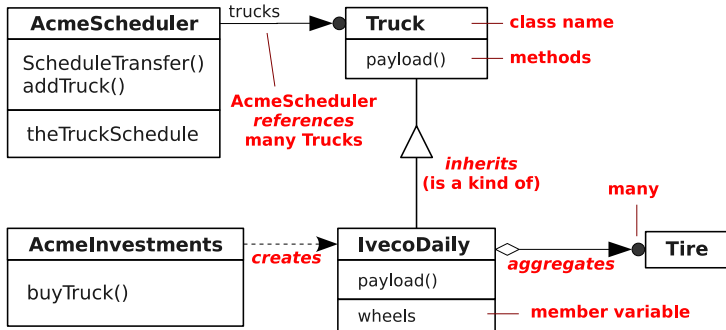 AcmeScheduler
trucks
Truck
class name
ScheduleTransfer()
addTruck()
payload()
methods
theTruckSchedule
AcmeScheduler
references
many Trucks
inherits
(is a kind of)
many
AcmeInvestments
creates
IvecoDaily
aggregates
Tire
buyTruck()
payload()
wheels
member variable